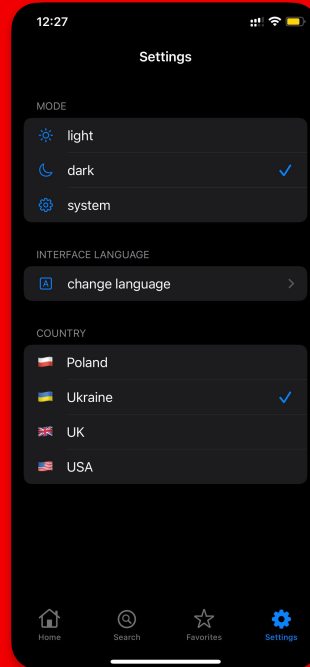 12:27
Settings
MODE
light
dark
system
INTERFACE LANGUAGE
A
change language
COUNTRY
Poland
Ukraine
UK
USA
Home
Search
Favorites
Settings